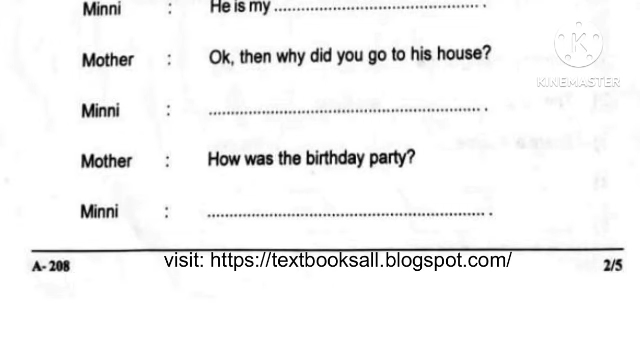 Minni : He is my ........................................................ .
Mother : Ok, then why did you go to his house?
KINEMASTER
Minni : ........................................................................ .
Mother : How was the birthday party?
Minni : ........................................................................ .
A-208 visit: https://textbooksall.blogspot.com/ 2/5